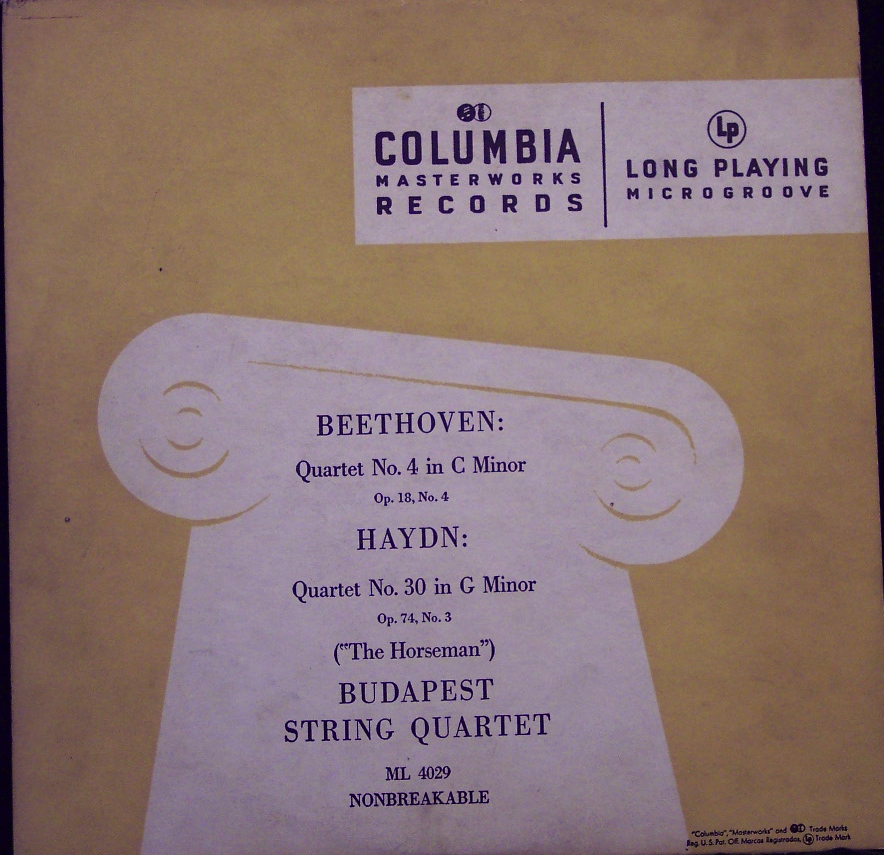 COLUMBIA
MASTERWORKS
RECORDS
Lp
LONG PLAYING
MICROGROOVE
BEETHOVEN:
Quartet No. 4 in C Minor
Op. 18, No. 4
HAYDN:
Quartet No. 30 in G Minor
Op. 74, No. 3
("The Horseman")
BUDAPEST
STRING QUARTET
ML 4029
NONBREAKABLE
"Columbia", "Masterworks" and Trade Marks
Reg. U. S. Pat. Off. Marcas Registradas, Lp Trade Mark